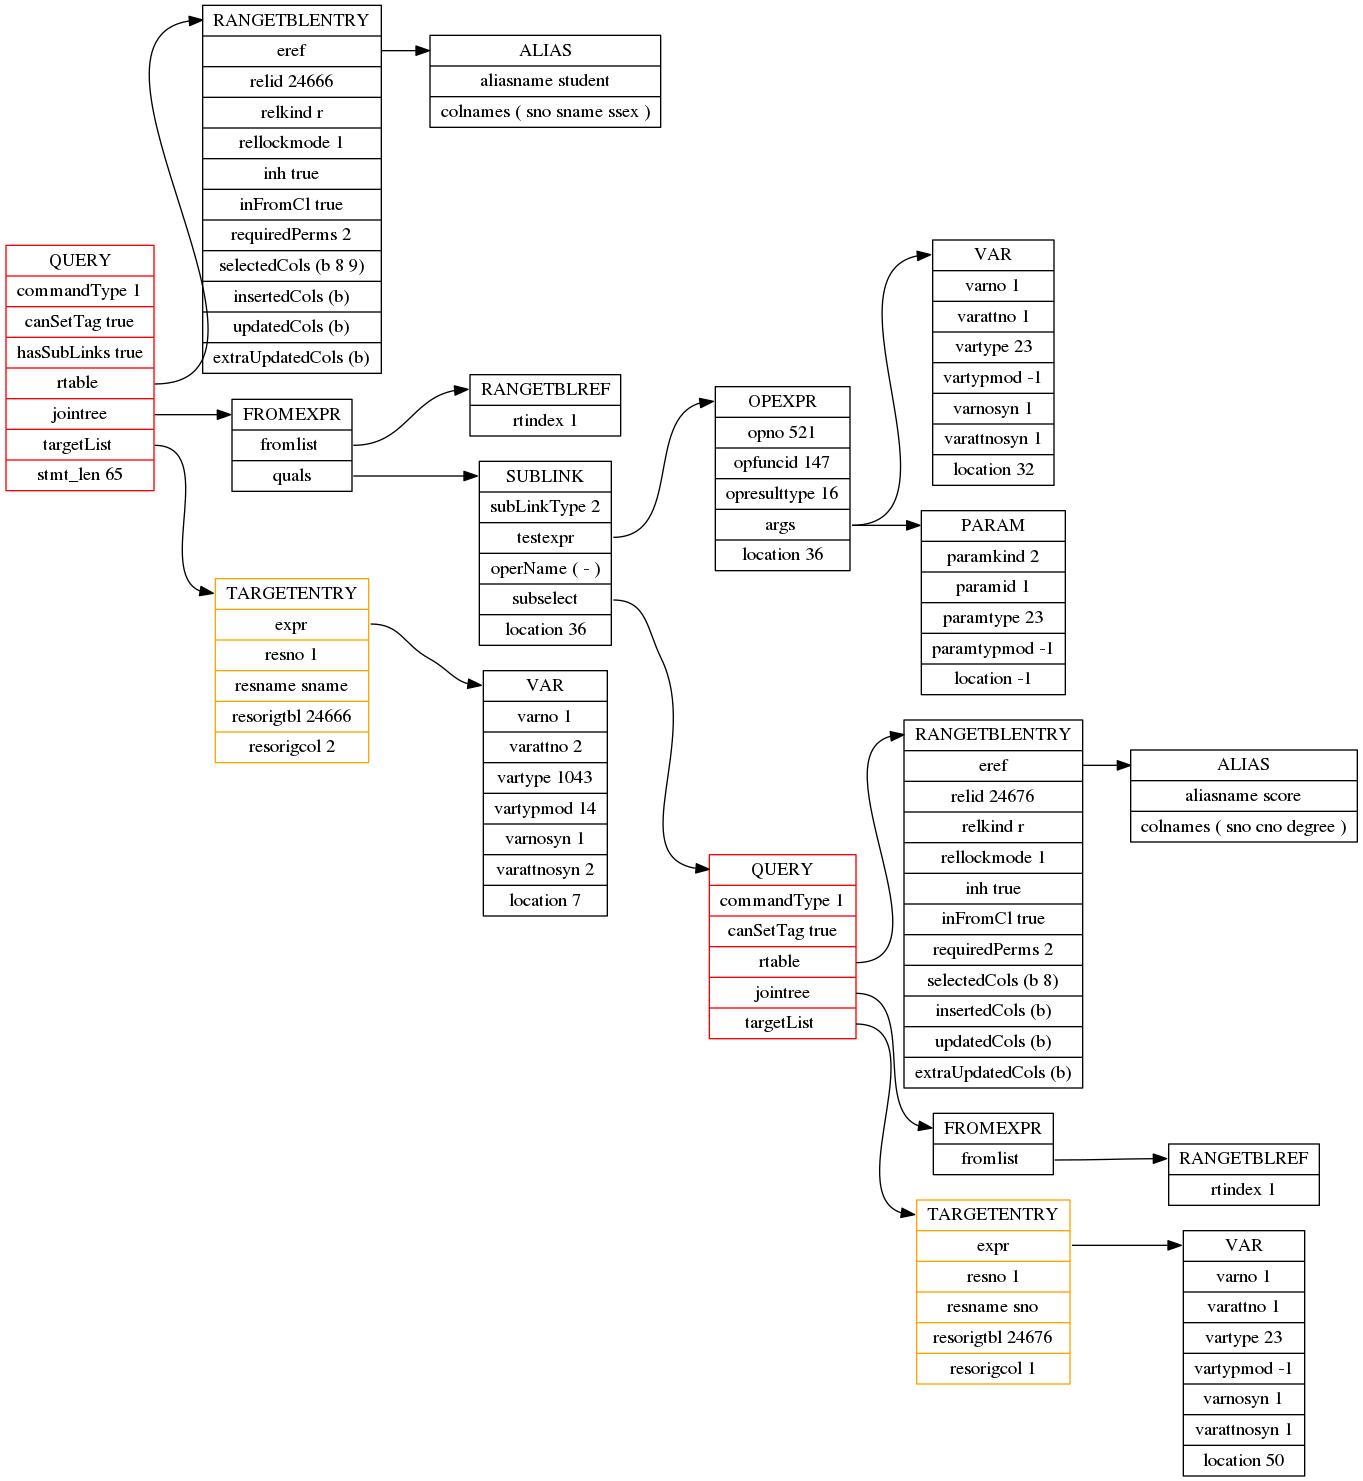 RANGETBLENTRY
eref
relid 24666
relkind r
rellockmode 1
inh true
inFromCl true
requiredPerms 2
selectedCols (b 8 9)
insertedCols (b)
updatedCols (b)
extraUpdatedCols (b)
ALIAS
aliasname student
colnames ( sno sname ssex )
QUERY
commandType 1
canSetTag true
hasSubLinks true
rtable
jointree
targetList
stmt_len 65
FROMEXPR
fromlist
quals
RANGETBLREF
rtindex 1
SUBLINK
subLinkType 2
testexpr
operName ( - )
subselect
location 36
OPEXPR
opno 521
opfuncid 147
opresulttype 16
args
location 36
VAR
varno 1
varattno 1
vartype 23
vartypmod -1
varnosyn 1
varattnosyn 1
location 32
PARAM
paramkind 2
paramid 1
paramtype 23
paramtypmod -1
location -1
TARGETENTRY
expr
resno 1
resname sname
resorigtbl 24666
resorigcol 2
VAR
varno 1
varattno 2
vartype 1043
vartypmod 14
varnosyn 1
varattnosyn 2
location 7
QUERY
commandType 1
canSetTag true
rtable
jointree
targetList
RANGETBLENTRY
eref
relid 24676
relkind r
rellockmode 1
inh true
inFromCl true
requiredPerms 2
selectedCols (b 8)
insertedCols (b)
updatedCols (b)
extraUpdatedCols (b)
ALIAS
aliasname score
colnames ( sno cno degree )
FROMEXPR
fromlist
RANGETBLREF
rtindex 1
TARGETENTRY
expr
resno 1
resname sno
resorigtbl 24676
resorigcol 1
VAR
varno 1
varattno 1
vartype 23
vartypmod -1
varnosyn 1
varattnosyn 1
location 50